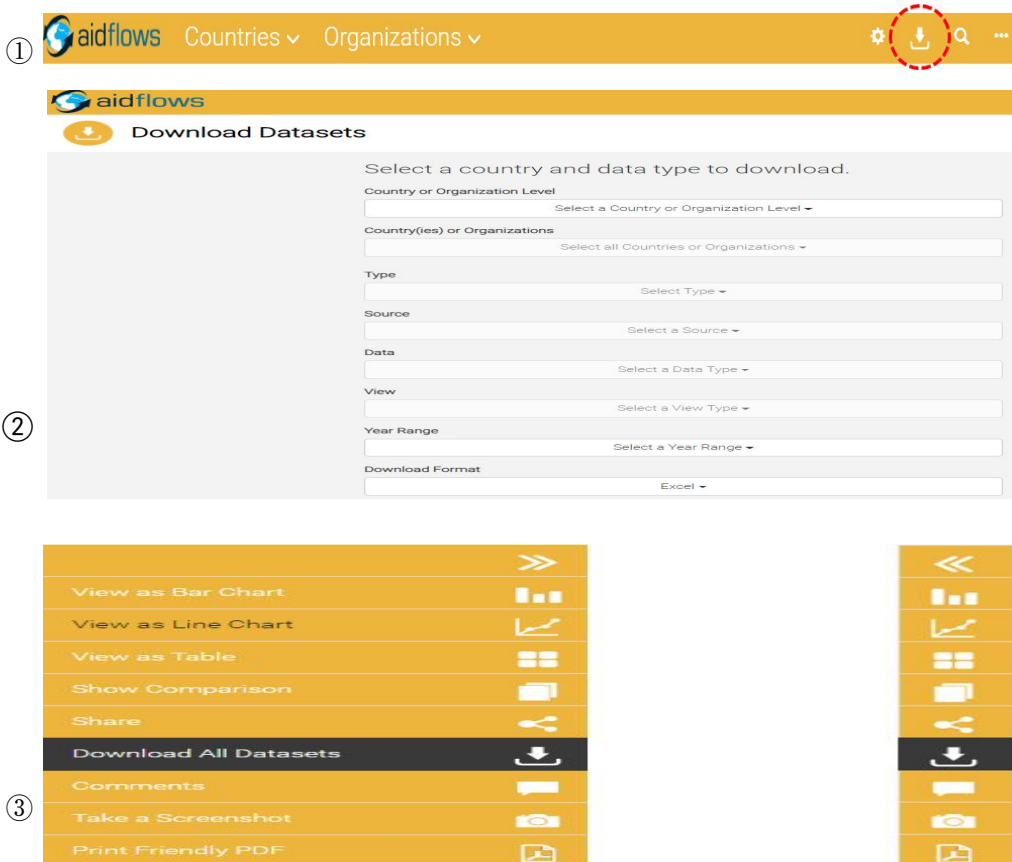 ① aidflows Countries Organizations
aidflows
Download Datasets
Select a country and data type to download.
Country or Organization Level
Select a Country or Organization Level
Country(ies) or Organizations
Select all Countries or Organizations
Type
Select Type
Source
Select a Source
Data
Select a Data Type
View
Select a View Type
②
Year Range
Select a Year Range
Download Format
Excel
View as Bar Chart
View as Line Chart
View as Table
Show Comparison
Share
Download All Datasets
Comments
③
Take a Screenshot
Print Friendly PDF